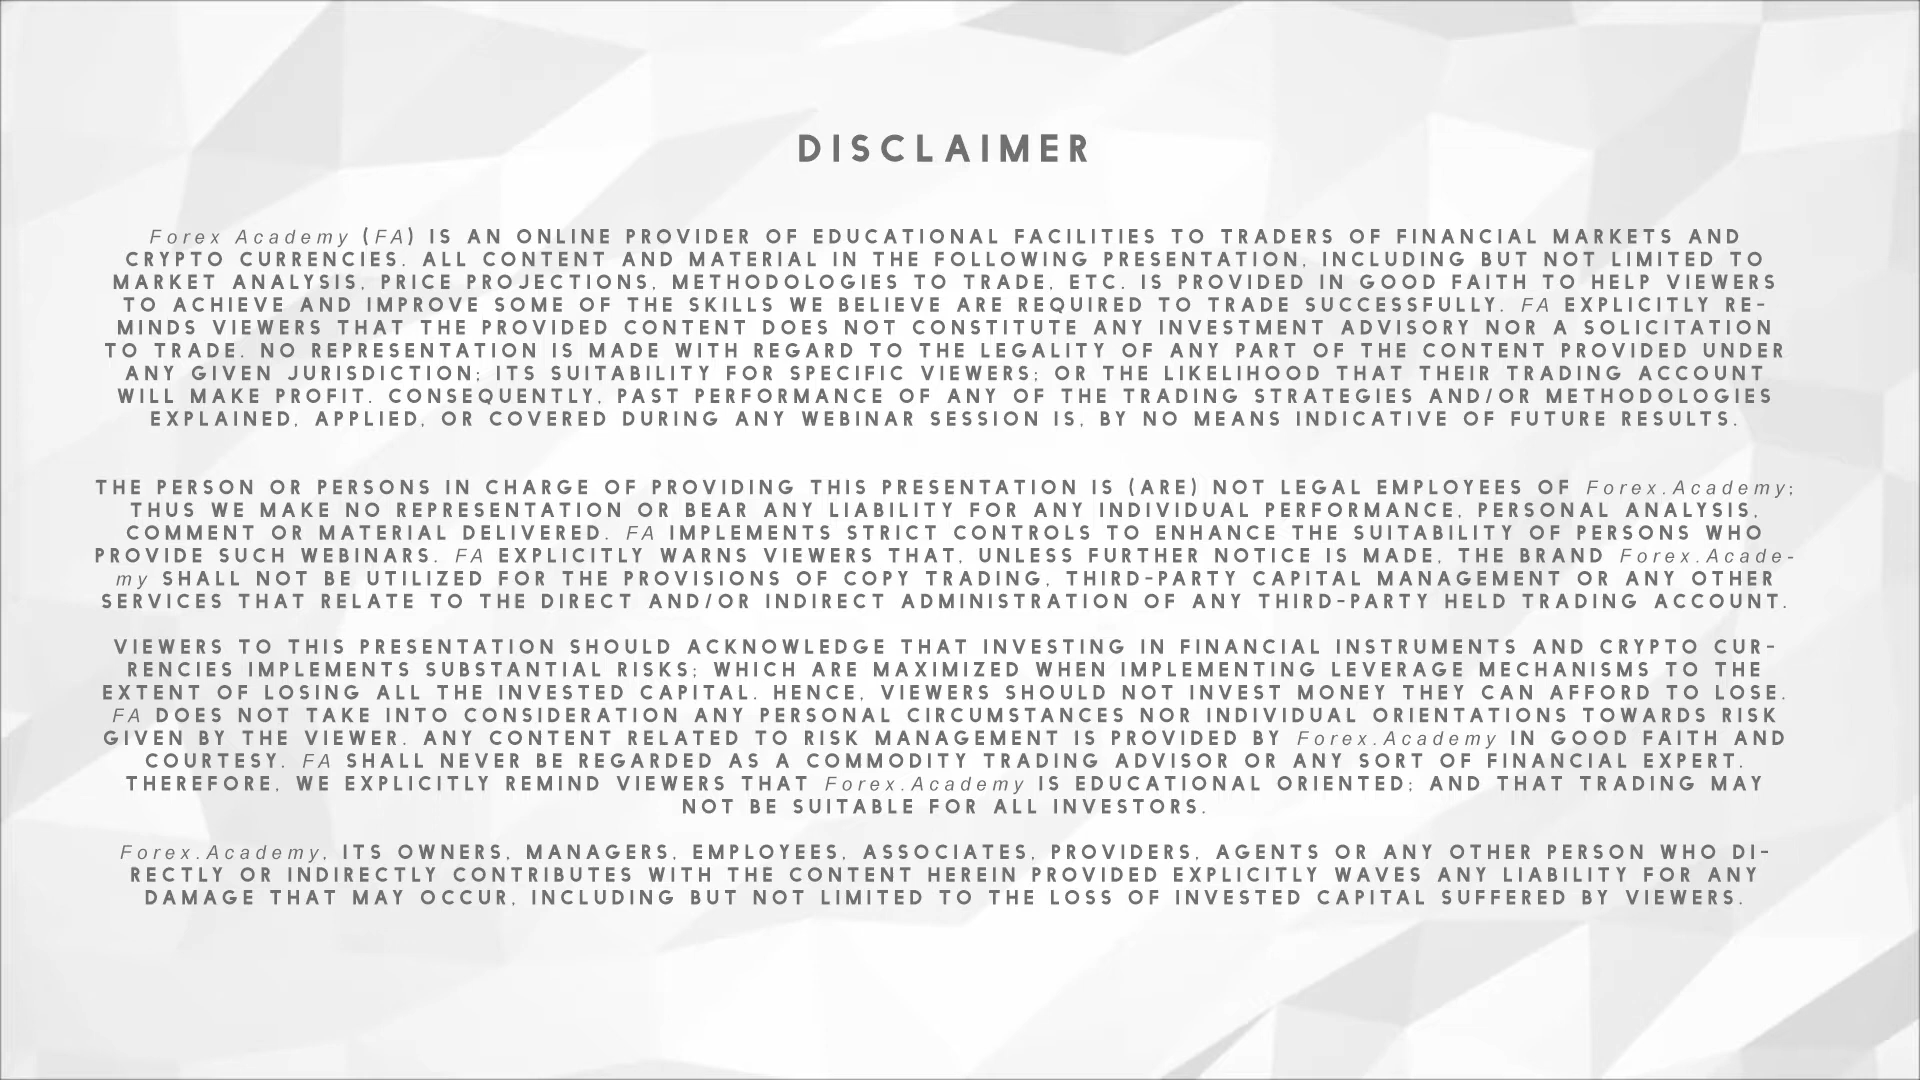 DISCLAIMER
Forex Academy (FA) IS AN ONLINE PROVIDER OF EDUCATIONAL FACILITIES TO TRADERS OF FINANCIAL MARKETS AND
CRYPTO CURRENCIES. ALL CONTENT AND MATERIAL IN THE FOLLOWING PRESENTATION, INCLUDING BUT NOT LIMITED TO
MARKET ANALYSIS, PRICE PROJECTIONS, METHODOLOGIES TO TRADE, ETC. IS PROVIDED IN GOOD FAITH TO HELP VIEWERS
TO ACHIEVE AND IMPROVE SOME OF THE SKILLS WE BELIEVE ARE REQUIRED TO TRADE SUCCESSFULLY. FA EXPLICITLY RE-
MINDS VIEWERS THAT THE PROVIDED CONTENT DOES NOT CONSTITUTE ANY INVESTMENT ADVISORY NOR A SOLICITATION
TO TRADE. NO REPRESENTATION IS MADE WITH REGARD TO THE LEGALITY OF ANY PART OF THE CONTENT PROVIDED UNDER
ANY GIVEN JURISDICTION; ITS SUITABILITY FOR SPECIFIC VIEWERS; OR THE LIKELIHOOD THAT THEIR TRADING ACCOUNT
WILL MAKE PROFIT. CONSEQUENTLY, PAST PERFORMANCE OF ANY OF THE TRADING STRATEGIES AND/OR METHODOLOGIES
EXPLAINED, APPLIED, OR COVERED DURING ANY WEBINAR SESSION IS, BY NO MEANS INDICATIVE OF FUTURE RESULTS.
THE PERSON OR PERSONS IN CHARGE OF PROVIDING THIS PRESENTATION IS (ARE) NOT LEGAL EMPLOYEES OF Forex.Academy;
THUS WE MAKE NO REPRESENTATION OR BEAR ANY LIABILITY FOR ANY INDIVIDUAL PERFORMANCE, PERSONAL ANALYSIS,
COMMENT OR MATERIAL DELIVERED. FA IMPLEMENTS STRICT CONTROLS TO ENHANCE THE SUITABILITY OF PERSONS WHO
PROVIDE SUCH WEBINARS. FA EXPLICITLY WARNS VIEWERS THAT, UNLESS FURTHER NOTICE IS MADE, THE BRAND Forex.Acade-
my SHALL NOT BE UTILIZED FOR THE PROVISIONS OF COPY TRADING, THIRD-PARTY CAPITAL MANAGEMENT OR ANY OTHER
SERVICES THAT RELATE TO THE DIRECT AND/OR INDIRECT ADMINISTRATION OF ANY THIRD-PARTY HELD TRADING ACCOUNT.
VIEWERS TO THIS PRESENTATION SHOULD ACKNOWLEDGE THAT INVESTING IN FINANCIAL INSTRUMENTS AND CRYPTO CUR-
RENCIES IMPLEMENTS SUBSTANTIAL RISKS; WHICH ARE MAXIMIZED WHEN IMPLEMENTING LEVERAGE MECHANISMS TO THE
EXTENT OF LOSING ALL THE INVESTED CAPITAL. HENCE, VIEWERS SHOULD NOT INVEST MONEY THEY CAN AFFORD TO LOSE.
FA DOES NOT TAKE INTO CONSIDERATION ANY PERSONAL CIRCUMSTANCES NOR INDIVIDUAL ORIENTATIONS TOWARDS RISK
GIVEN BY THE VIEWER. ANY CONTENT RELATED TO RISK MANAGEMENT IS PROVIDED BY Forex.Academy IN GOOD FAITH AND
COURTESY. FA SHALL NEVER BE REGARDED AS A COMMODITY TRADING ADVISOR OR ANY SORT OF FINANCIAL EXPERT.
THEREFORE, WE EXPLICITLY REMIND VIEWERS THAT Forex.Academy IS EDUCATIONAL ORIENTED; AND THAT TRADING MAY
NOT BE SUITABLE FOR ALL INVESTORS.
Forex.Academy, ITS OWNERS, MANAGERS, EMPLOYEES, ASSOCIATES, PROVIDERS, AGENTS OR ANY OTHER PERSON WHO DI-
RECTLY OR INDIRECTLY CONTRIBUTES WITH THE CONTENT HEREIN PROVIDED EXPLICITLY WAVES ANY LIABILITY FOR ANY
DAMAGE THAT MAY OCCUR, INCLUDING BUT NOT LIMITED TO THE LOSS OF INVESTED CAPITAL SUFFERED BY VIEWERS.